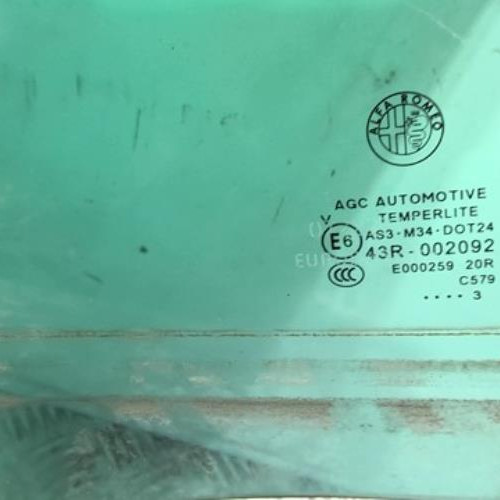 ALFA ROMEO
AGC AUTOMOTIVE
TEMPERLITE
V
AS3·M34·DOT24
E6
43R-002092
E000259 20R
CCC
C579
.... 3